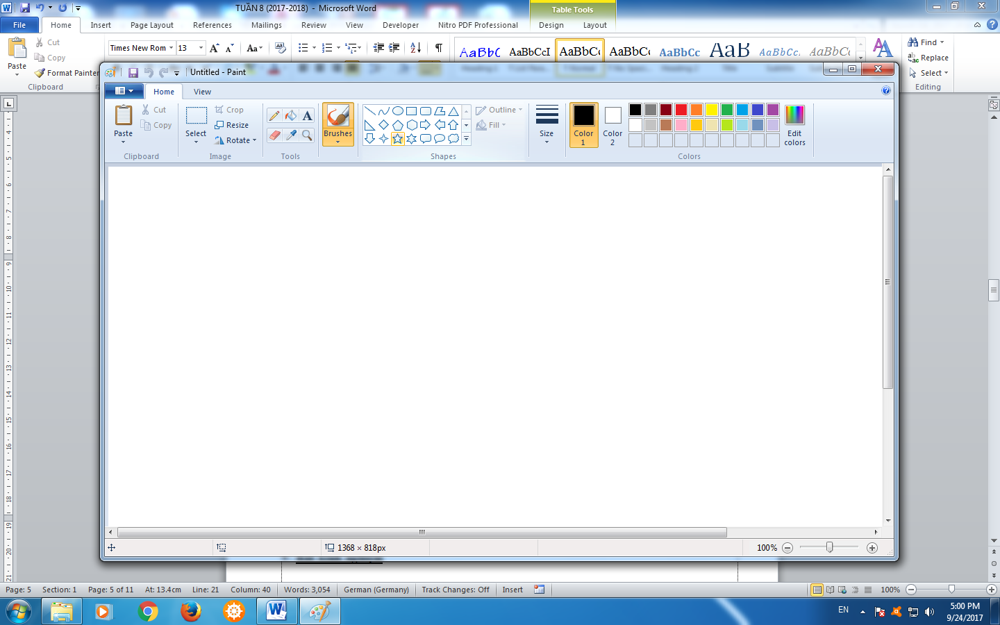 TUẦN 8 (2017-2018) - Microsoft Word
Table Tools
File Home Insert Page Layout References Mailings Review View Developer Nitro PDF Professional Design Layout
Paste
Cut
Copy
Format Painter
Clipboard
Times New Rom 13
AaBbC AaBbCcI AaBbCc AaBbCc AaBbCc AaB AaBbCcI AaBbCc
Find
Replace
Select
Editing
Untitled - Paint
Home View
Paste
Cut
Copy
Clipboard
Select
Crop
Resize
Rotate
Image
Tools
Brushes
Shapes
Outline
Fill
Size
Color 1
Color 2
Edit colors
Colors
1368 × 818px
100%
Page: 5 Section: 1 Page: 5 of 11 At: 13.4cm Line: 21 Column: 40 Words: 3,054 German (Germany) Track Changes: Off Insert 100%
EN
5:00 PM
9/24/2017